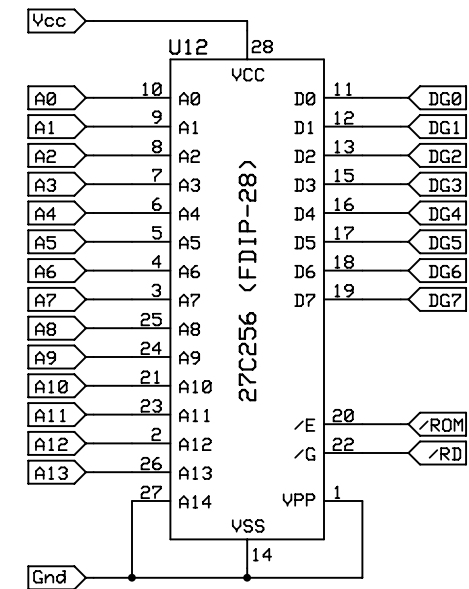 Vcc
U12 28
VCC
A0 10 A0 D0 11 DG0
A1 9 A1 D1 12 DG1
A2 8 A2 D2 13 DG2
A3 7 A3 D3 15 DG3
A4 6 A4 D4 16 DG4
A5 5 A5 D5 17 DG5
A6 4 A6 D6 18 DG6
A7 3 A7 D7 19 DG7
A8 25 A8
A9 24 A9
A10 21 A10
A11 23 A11
A12 2 A12 /E 20 /ROM
A13 26 A13 /G 22 /RD
27 A14 VPP 1
VSS
14
Gnd
27C256 (FDIP-28)